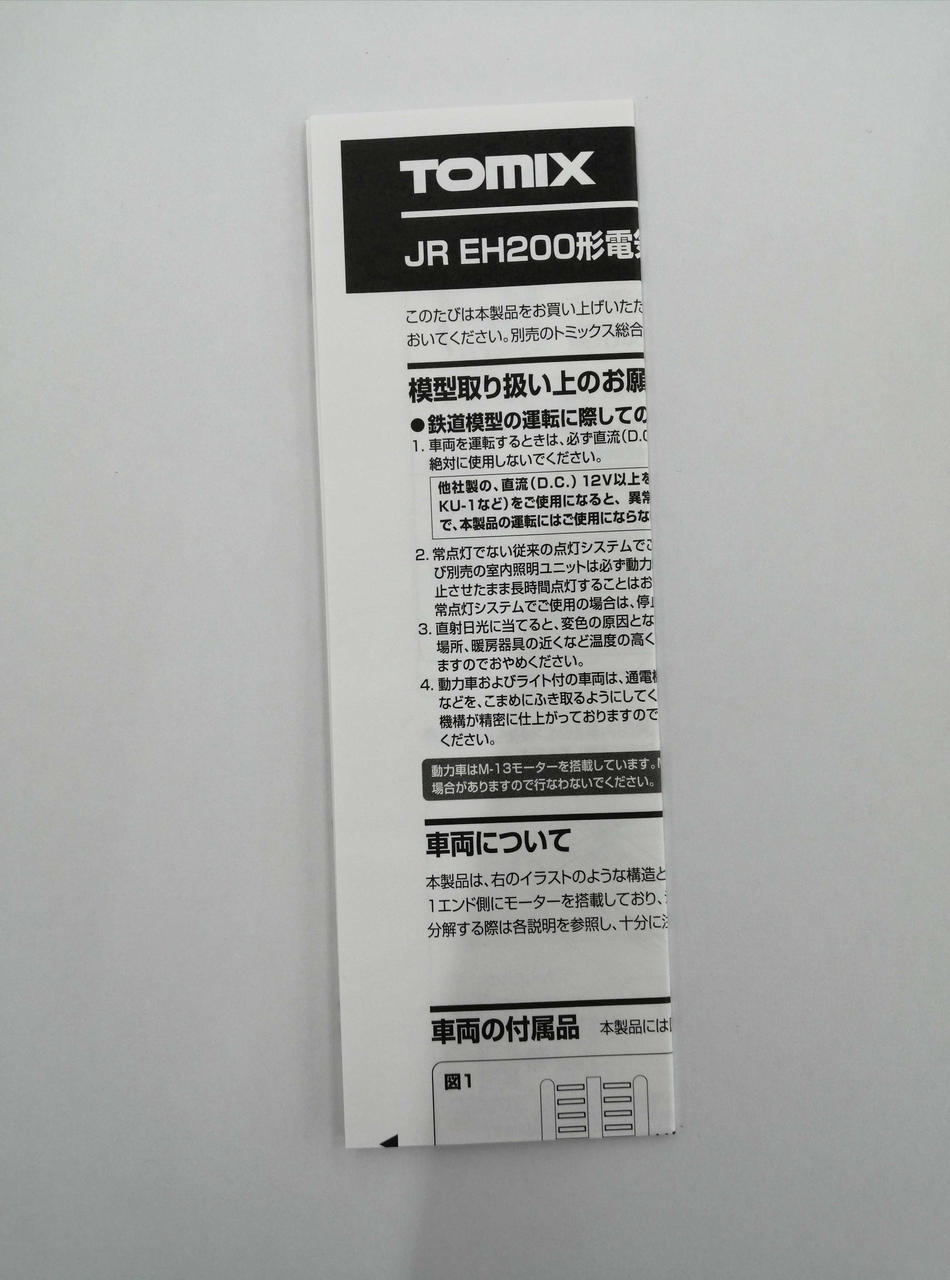 TOMIX
JR EH200形電
このたびは本製品をお買い上げいただ
おいてください。別売のトミックス総合
模型取り扱い上のお願
●鉄道模型の運転に際しての
1. 車両を運転するときは、必ず直流(D.C
絶対に使用しないでください。
他社製の、直流(D.C.) 12V以上を
KU-1など)をご使用になると、異常
で、本製品の運転にはご使用にならな
2. 常点灯でない従来の点灯システムでご
び別売の室内照明ユニットは必ず動力
止させたまま長時間点灯することはお
常点灯システムでご使用の場合は、停止
3. 直射日光に当てると、変色の原因とな
場所、暖房器具の近くなど温度の高く
ますのでおやめください。
4. 動力車およびライト付の車両は、通電
などを、こまめにふき取るようにしてく
機構が精密に仕上がっておりますので
ください。
動力車はM-13モーターを搭載しています。
場合がありますので行なわないでください。
車両について
本製品は、右のイラストのような構造と
1エンド側にモーターを搭載しており、
分解する際は各説明を参照し、十分に注
車両の付属品 本製品には
図1